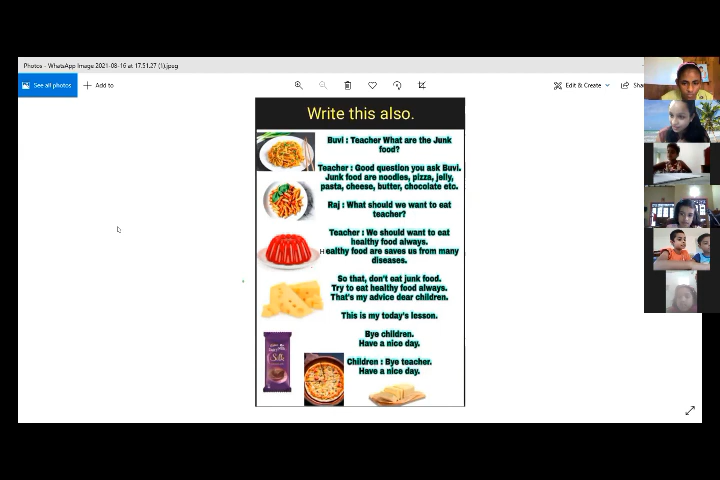 Photos - WhatsApp Image 2021-08-16 at 17.51.27 (1).jpeg
See all photos
Add to
Edit & Create
Shar
Write this also.
Buvi : Teacher What are the Junk
food?
Teacher : Good question you ask Buvi.
Junk food are noodles, pizza, jelly,
pasta, cheese, butter, chocolate etc.
Raj : What should we want to eat
teacher?
Teacher : We should want to eat
healthy food always.
Healthy food are saves us from many
diseases.
So that, don't eat junk food.
Try to eat healthy food always.
That's my advice dear children.
This is my today's lesson.
Bye children.
Have a nice day.
Children : Bye teacher.
Have a nice day.
Silk